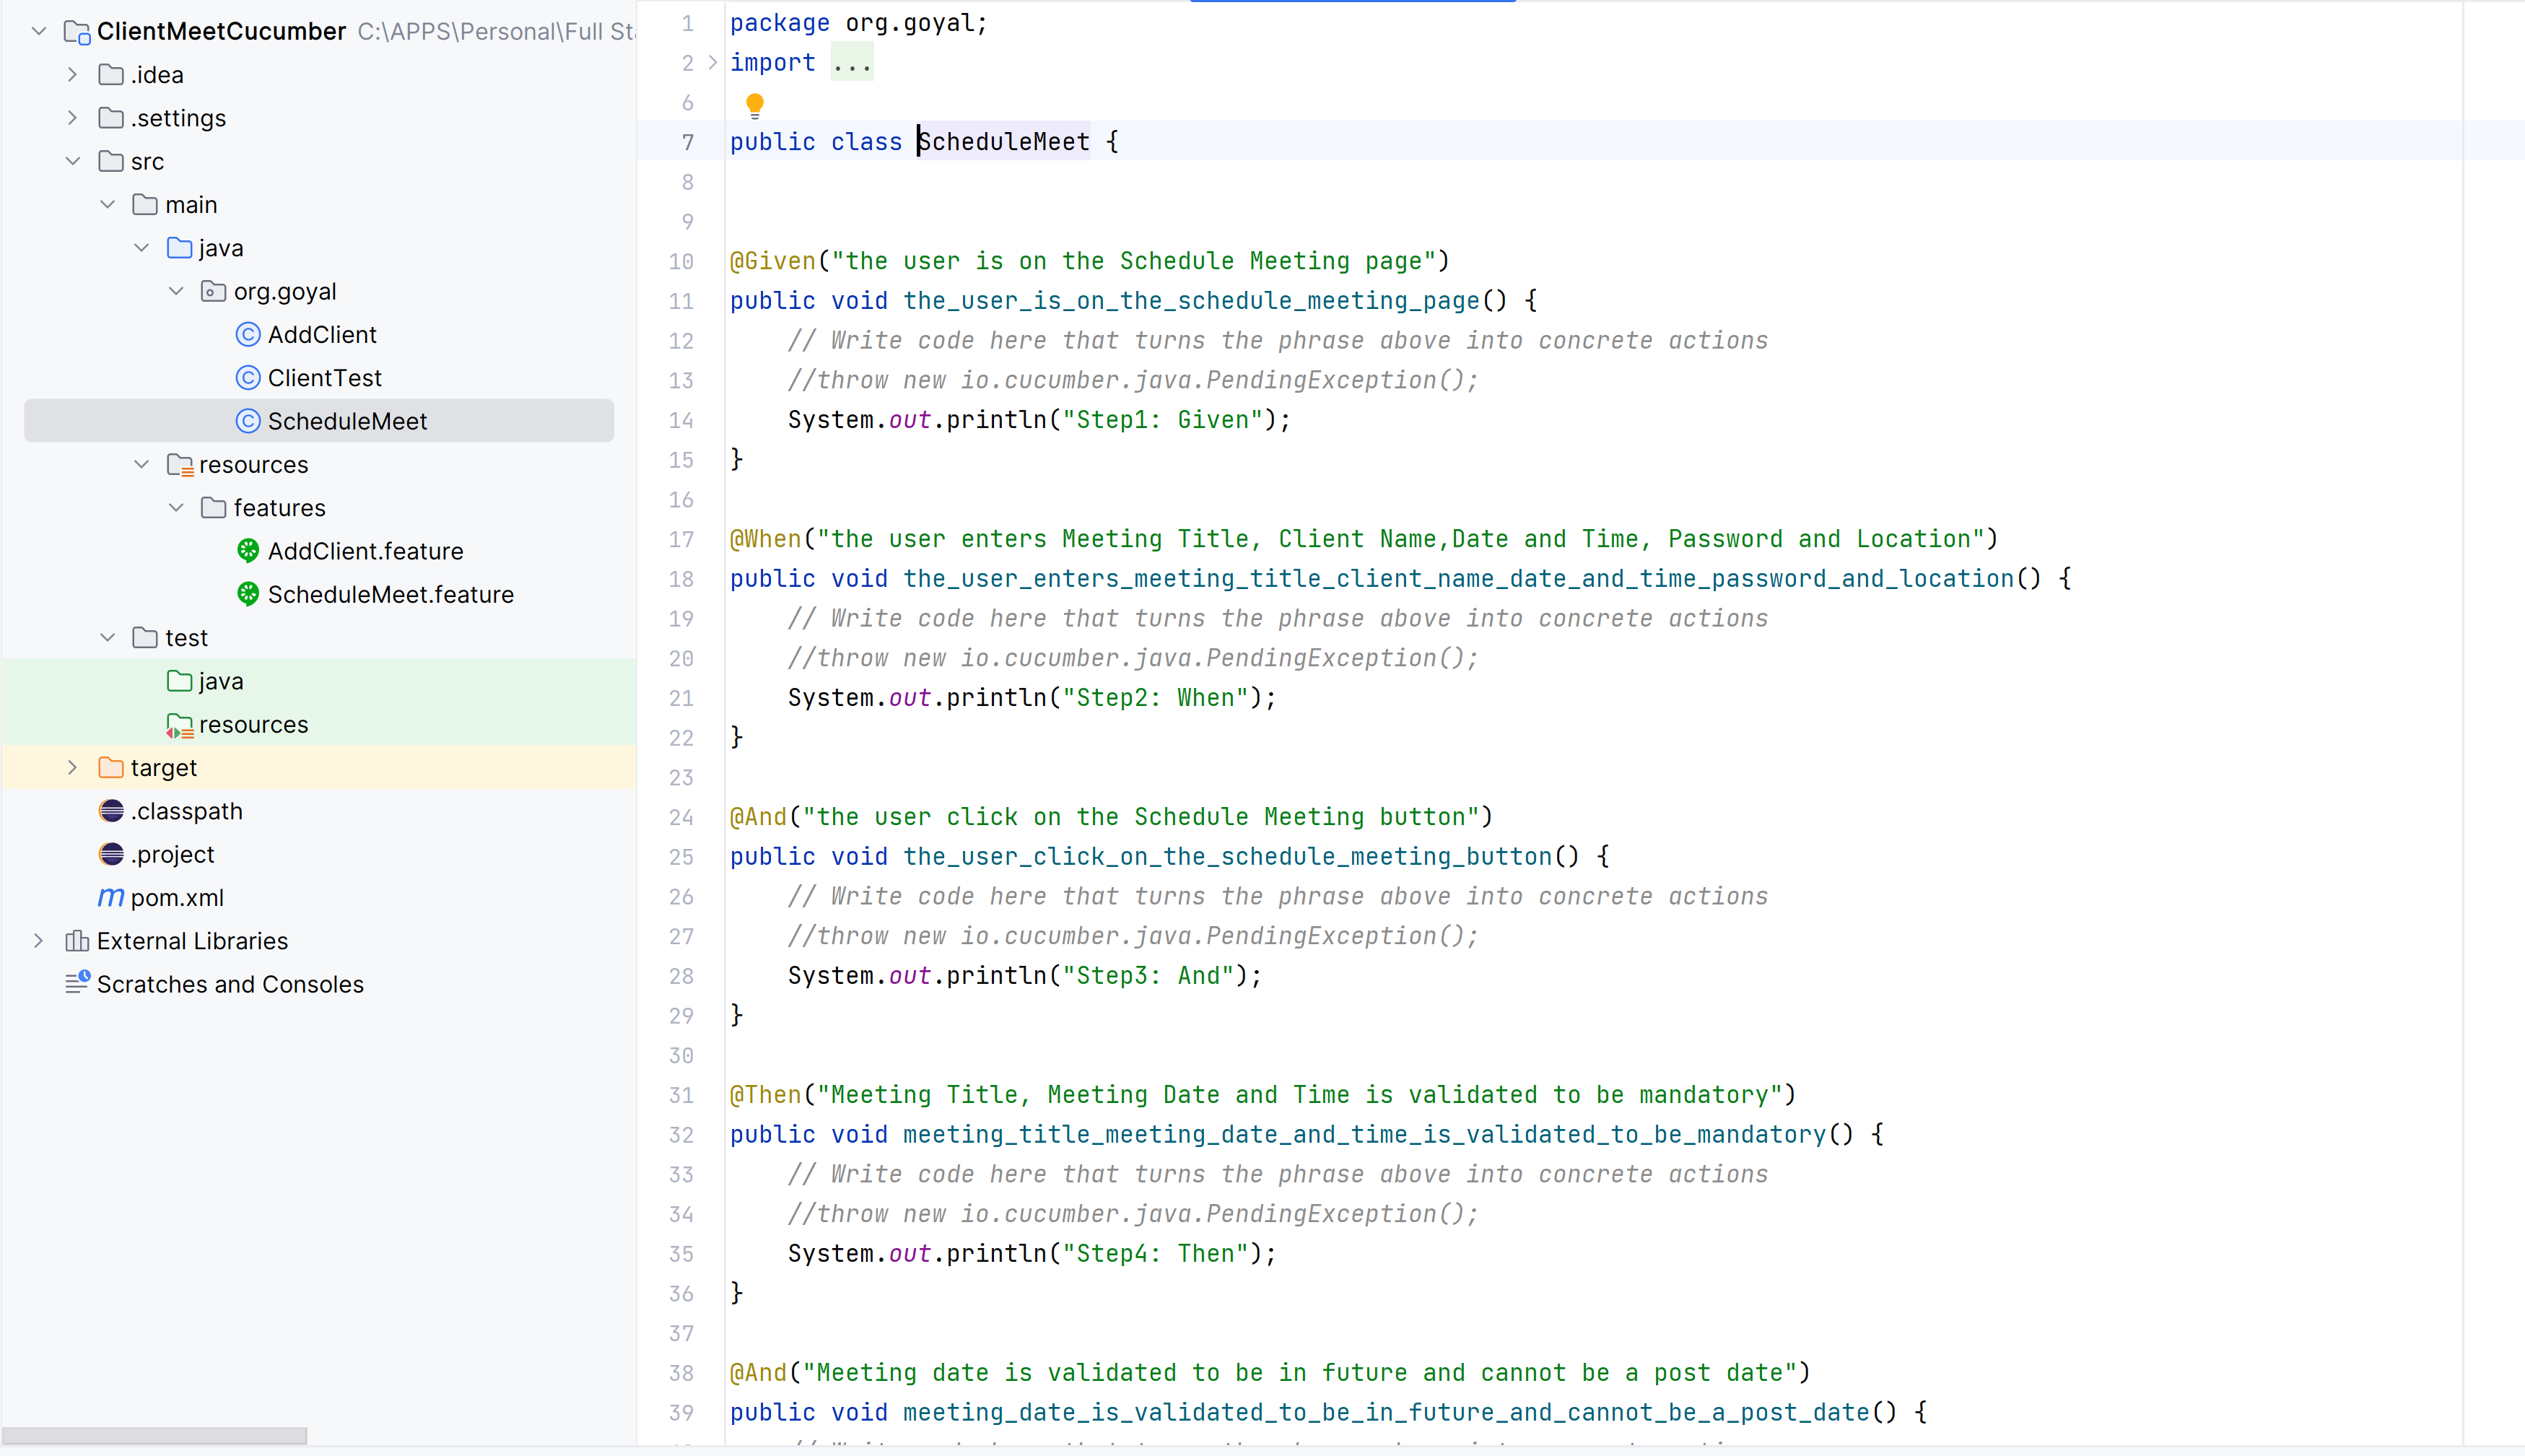 ClientMeetCucumber C:\APPS\Personal\Full St
.idea
.settings
src
main
java
org.goyal
AddClient
ClientTest
ScheduleMeet
resources
features
AddClient.feature
ScheduleMeet.feature
test
java
resources
target
.classpath
.project
pom.xml
External Libraries
Scratches and Consoles
1 package org.goyal;
2 import ...
6
7 public class ScheduleMeet {
8
9
10 @Given("the user is on the Schedule Meeting page")
11 public void the_user_is_on_the_schedule_meeting_page() {
12 // Write code here that turns the phrase above into concrete actions
13 //throw new io.cucumber.java.PendingException();
14 System.out.println("Step1: Given");
15 }
16
17 @When("the user enters Meeting Title, Client Name,Date and Time, Password and Location")
18 public void the_user_enters_meeting_title_client_name_date_and_time_password_and_location() {
19 // Write code here that turns the phrase above into concrete actions
20 //throw new io.cucumber.java.PendingException();
21 System.out.println("Step2: When");
22 }
23
24 @And("the user click on the Schedule Meeting button")
25 public void the_user_click_on_the_schedule_meeting_button() {
26 // Write code here that turns the phrase above into concrete actions
27 //throw new io.cucumber.java.PendingException();
28 System.out.println("Step3: And");
29 }
30
31 @Then("Meeting Title, Meeting Date and Time is validated to be mandatory")
32 public void meeting_title_meeting_date_and_time_is_validated_to_be_mandatory() {
33 // Write code here that turns the phrase above into concrete actions
34 //throw new io.cucumber.java.PendingException();
35 System.out.println("Step4: Then");
36 }
37
38 @And("Meeting date is validated to be in future and cannot be a post date")
39 public void meeting_date_is_validated_to_be_in_future_and_cannot_be_a_post_date() {